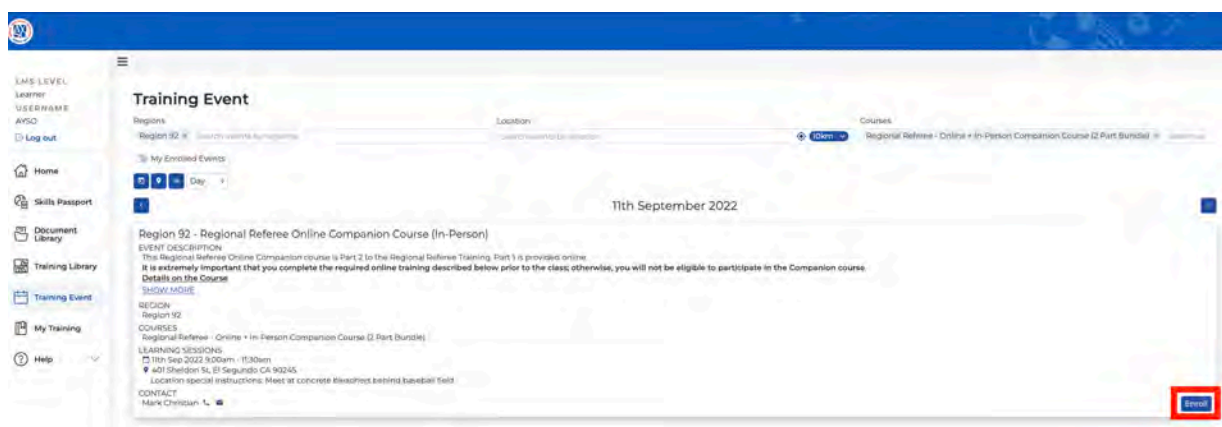 LMS LEVEL
Learner
USERNAME
AYSO
Log out
Home
Skills Passport
Document Library
Training Library
Training Event
My Training
Help
Training Event
Regions
Location
Courses
Region 92 ×
10km
Regional Referee - Online + In-Person Companion Course (2 Part Bundle) ×
My Enrolled Events
Day
11th September 2022
Region 92 - Regional Referee Online Companion Course (In-Person)
EVENT DESCRIPTION
This Regional Referee Online Companion course is Part 2 to the Regional Referee Training. Part 1 is provided online.
It is extremely important that you complete the required online training described below prior to the class; otherwise, you will not be eligible to participate in the Companion course
Details on the Course
SHOW MORE
REGION
Region 92
COURSES
Regional Referee - Online + In-Person Companion Course (2 Part Bundle)
LEARNING SESSIONS
11th Sep 2022 9:00am - 11:30am
401 Sheldon St, El Segundo CA 90245
Location special instructions: Meet at concrete bleachers behind baseball field
CONTACT
Mark Christian
Enroll